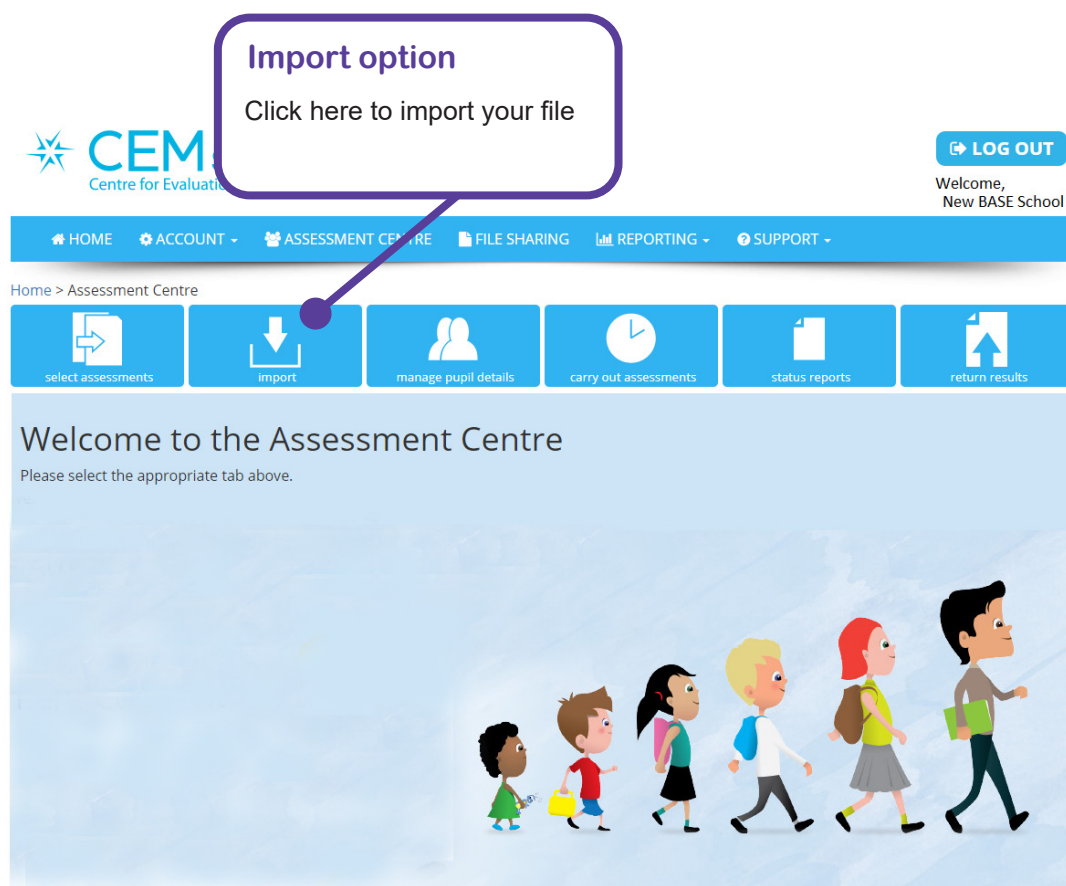 Import option
Click here to import your file
CEM
Centre for Evaluati
LOG OUT
Welcome,
New BASE School
HOME ACCOUNT ASSESSMENT CENTRE FILE SHARING REPORTING SUPPORT
Home > Assessment Centre
select assessments import manage pupil details carry out assessments status reports return results
Welcome to the Assessment Centre
Please select the appropriate tab above.